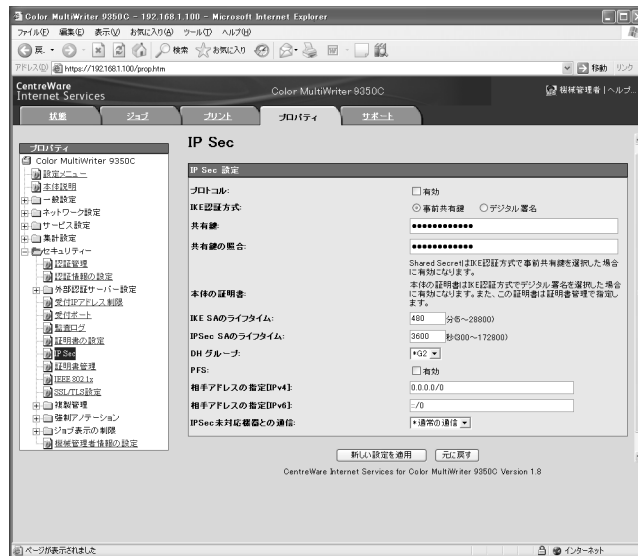 Color MultiWriter 9350C - 192.168.1.100 - Microsoft Internet Explorer
ファイル(F) 編集(E) 表示(V) お気に入り(A) ツール(T) ヘルプ(H)
戻る 検索 お気に入り
アドレス(D) https://192.168.1.100/prop.htm 移動 リンク
CentreWare
Internet Services
Color MultiWriter 9350C
機械管理者 | ヘルプ...
状態 ジョブ プリント プロパティ サポート
プロパティ
Color MultiWriter 9350C
設定メニュー
本体説明
一般設定
ネットワーク設定
サービス設定
集計設定
セキュリティー
認証管理
認証情報の設定
外部認証サーバー設定
受付IPアドレス制限
受付ポート
監査ログ
証明書の設定
IP Sec
証明書管理
IEEE 802.1x
SSL/TLS設定
複製管理
強制アノテーション
ジョブ表示の制限
機械管理者情報の設定
IP Sec
IP Sec 設定
プロトコル: 有効
IKE認証方式: 事前共有鍵 デジタル署名
共有鍵: ●●●●●●●●●●●●
共有鍵の照合: ●●●●●●●●●●●●
Shared SecretはIKE認証方式で事前共有鍵を選択した場合
に有効になります。
本体の証明書: 本体の証明書はIKE認証方式でデジタル署名を選択した場
合に有効になります。また、この証明書は証明書管理で指定し
ます。
IKE SAのライフタイム: 480 分(5~28800)
IPSec SAのライフタイム: 3600 秒(300~172800)
DH グループ: *G2
PFS: 有効
相手アドレスの指定[IPv4]: 0.0.0.0/0
相手アドレスの指定[IPv6]: ::/0
IPSec未対応機器との通信: *通常の通信
新しい設定を適用 元に戻す
CentreWare Internet Services for Color MultiWriter 9350C Version 1.8
ページが表示されました インターネット